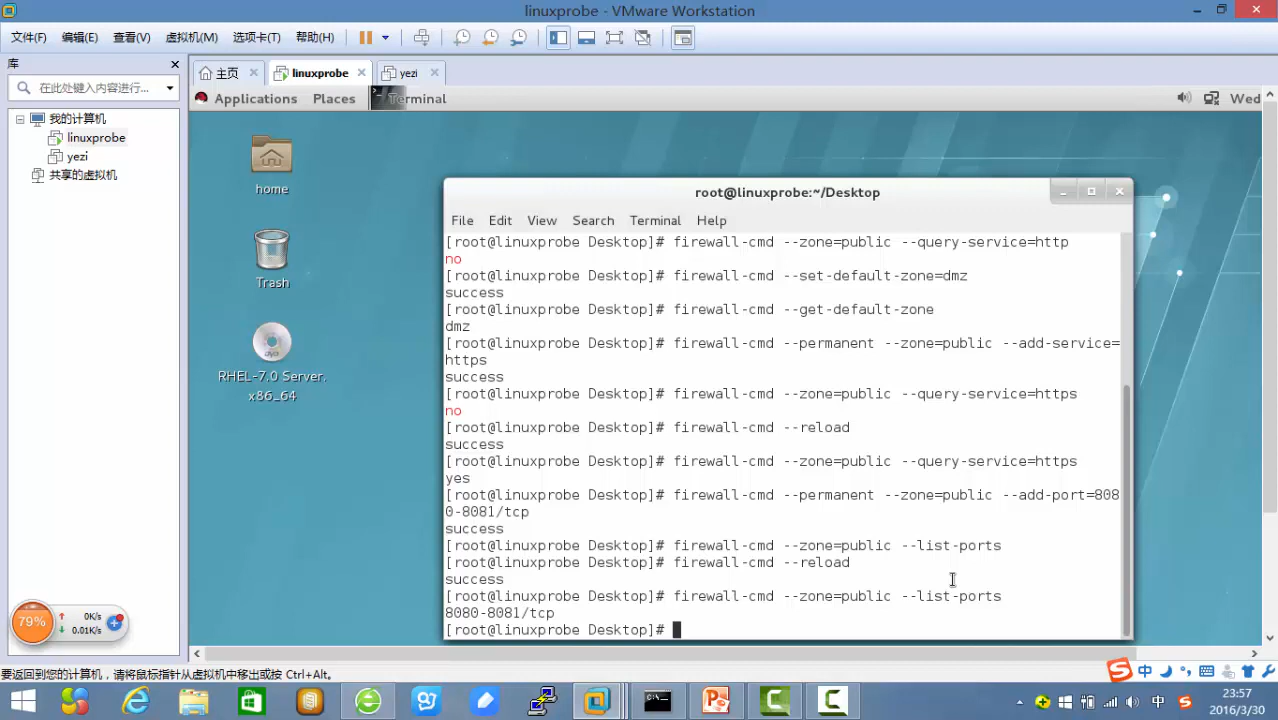 linuxprobe - VMware Workstation
文件(F) 编辑(E) 查看(V) 虚拟机(M) 选项卡(T) 帮助(H)
库
在此处键入内容进行...
我的计算机
linuxprobe
yezi
共享的虚拟机
主页 linuxprobe yezi
Applications Places Terminal Wed
home
Trash
RHEL-7.0 Server.
x86_64
root@linuxprobe:~/Desktop
File Edit View Search Terminal Help
[root@linuxprobe Desktop]# firewall-cmd --zone=public --query-service=http
no
[root@linuxprobe Desktop]# firewall-cmd --set-default-zone=dmz
success
[root@linuxprobe Desktop]# firewall-cmd --get-default-zone
dmz
[root@linuxprobe Desktop]# firewall-cmd --permanent --zone=public --add-service=
https
success
[root@linuxprobe Desktop]# firewall-cmd --zone=public --query-service=https
no
[root@linuxprobe Desktop]# firewall-cmd --reload
success
[root@linuxprobe Desktop]# firewall-cmd --zone=public --query-service=https
yes
[root@linuxprobe Desktop]# firewall-cmd --permanent --zone=public --add-port=808
0-8081/tcp
success
[root@linuxprobe Desktop]# firewall-cmd --zone=public --list-ports
[root@linuxprobe Desktop]# firewall-cmd --reload
success
[root@linuxprobe Desktop]# firewall-cmd --zone=public --list-ports
8080-8081/tcp
[root@linuxprobe Desktop]#
79%
0K/s
0.01K/s
要返回到您的计算机，请将鼠标指针从虚拟机中移出或按 Ctrl+Alt。
中
中
23:57
2016/3/30